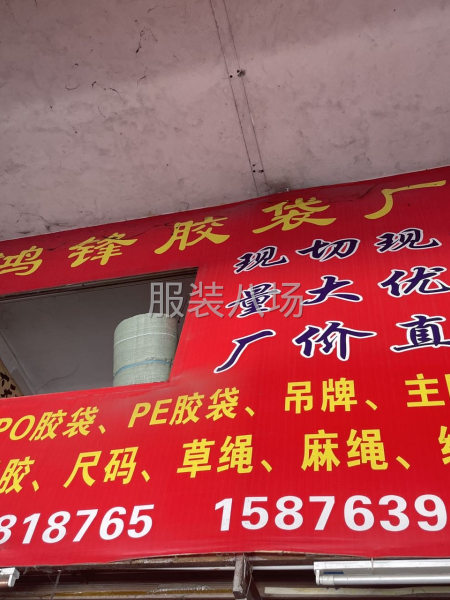 鸿锋胶袋厂
现切现
量大优
厂价直
PO胶袋、PE胶袋、吊牌、主
胶、尺码、草绳、麻绳、
818765 1587639
服装八场